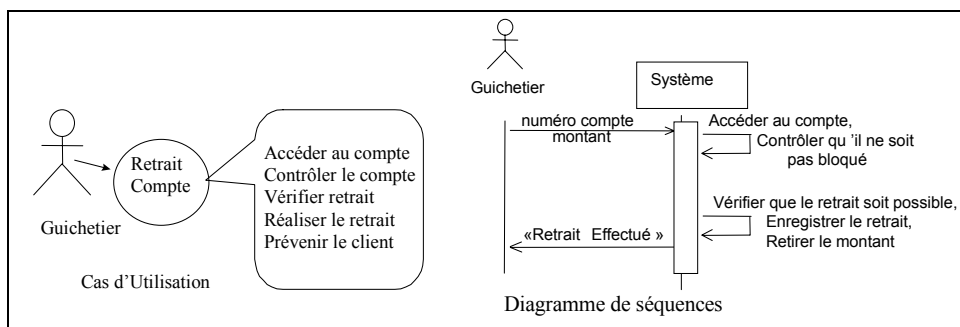 Guichetier
Retrait
Compte
Accéder au compte
Contrôler le compte
Vérifier retrait
Réaliser le retrait
Prévenir le client
Cas d'Utilisation
Guichetier
Système
numéro compte
montant
Accéder au compte,
Contrôler qu 'il ne soit
pas bloqué
Vérifier que le retrait soit possible,
Enregistrer le retrait,
Retirer le montant
«Retrait Effectué »
Diagramme de séquences